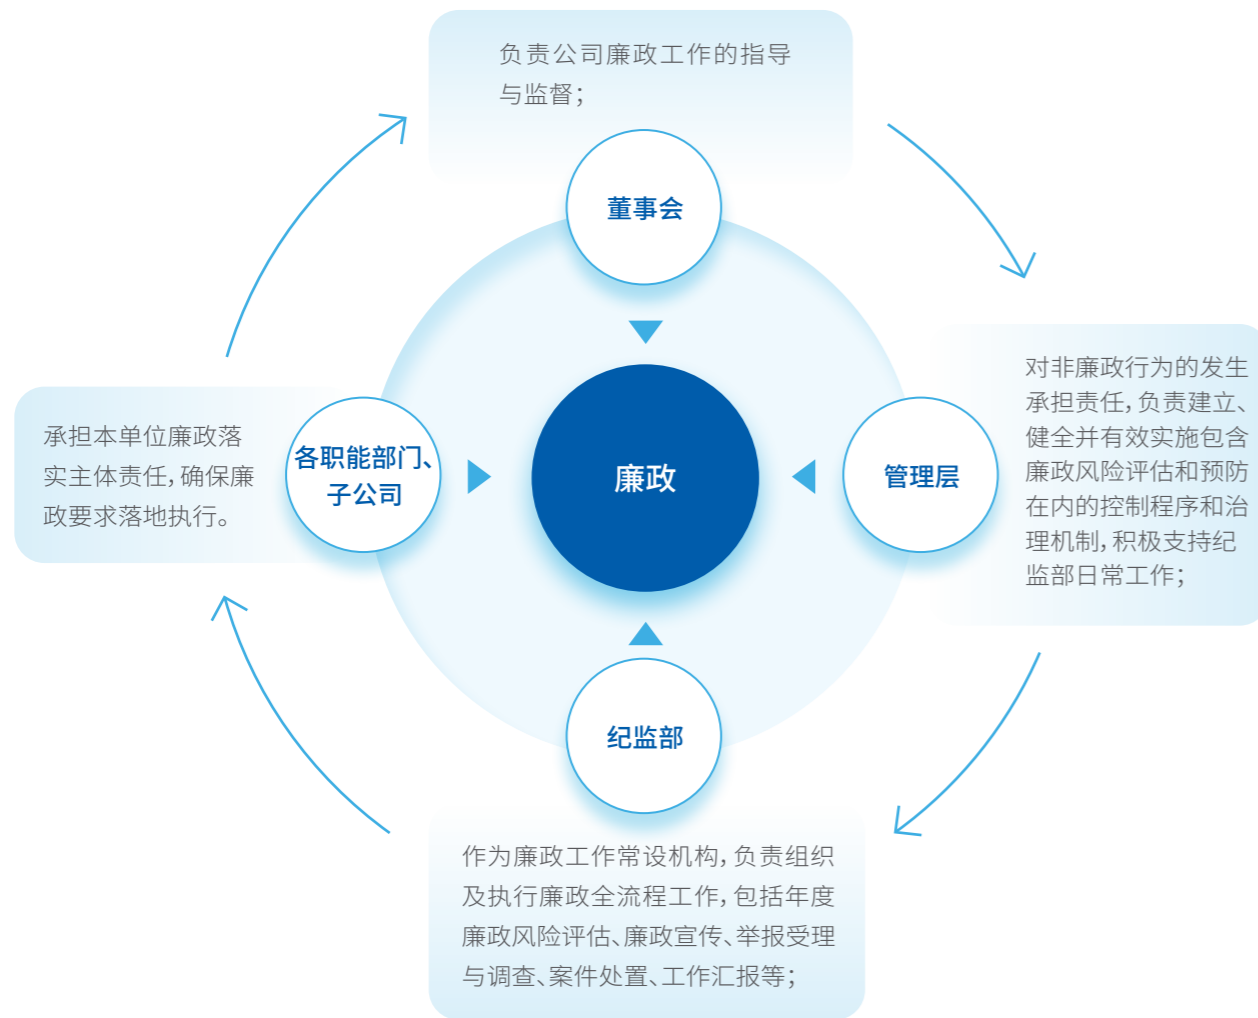 负责公司廉政工作的指导
与监督；
董事会
对非廉政行为的发生
承担责任，负责建立、
健全并有效实施包含
廉政风险评估和预防
在内的控制程序和治
理机制，积极支持纪
监部日常工作；
管理层
承担本单位廉政落
实主体责任，确保廉
政要求落地执行。
各职能部门、
子公司
廉政
纪监部
作为廉政工作常设机构，负责组织
及执行廉政全流程工作，包括年度
廉政风险评估、廉政宣传、举报受理
与调查、案件处置、工作汇报等；